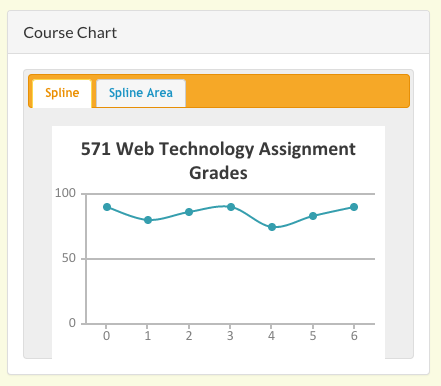 Course Chart
Spline Spline Area
571 Web Technology Assignment
Grades
100
50
0
0 1 2 3 4 5 6